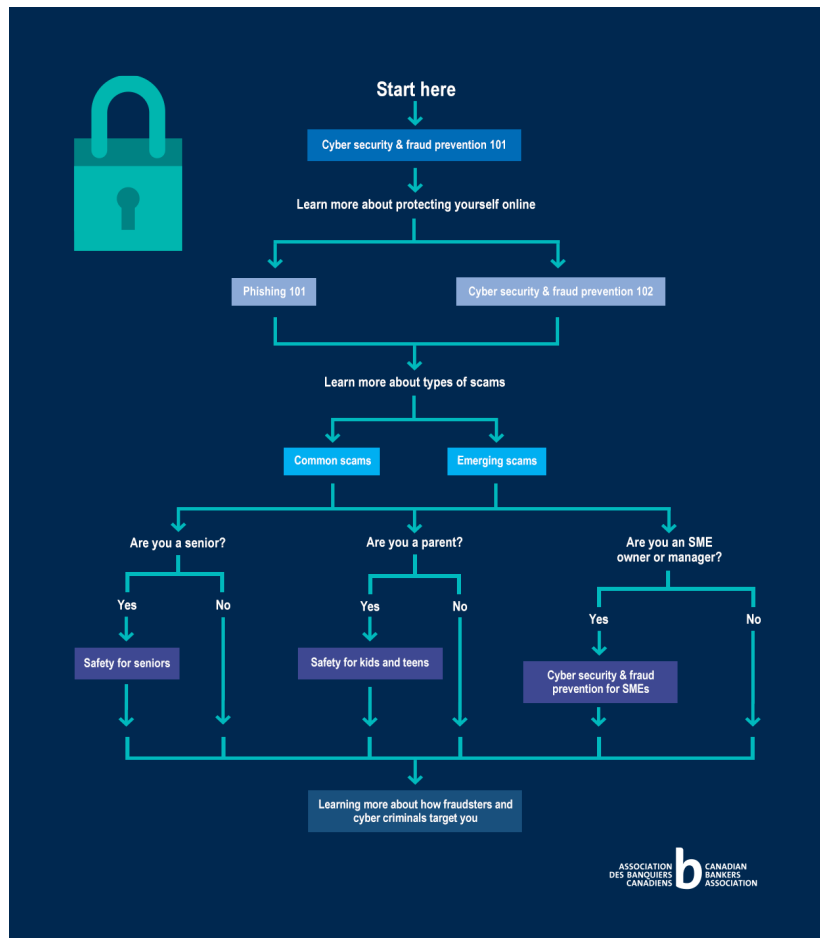 Start here
Cyber security & fraud prevention 101
Learn more about protecting yourself online
Phishing 101
Cyber security & fraud prevention 102
Learn more about types of scams
Common scams
Emerging scams
Are you a senior?
Are you a parent?
Are you an SME
owner or manager?
Yes
No
Yes
No
Yes
No
Safety for seniors
Safety for kids and teens
Cyber security & fraud
prevention for SMEs
Learning more about how fraudsters and
cyber criminals target you
ASSOCIATION
DES BANQUIERS
CANADIENS
b
CANADIAN
BANKERS
ASSOCIATION